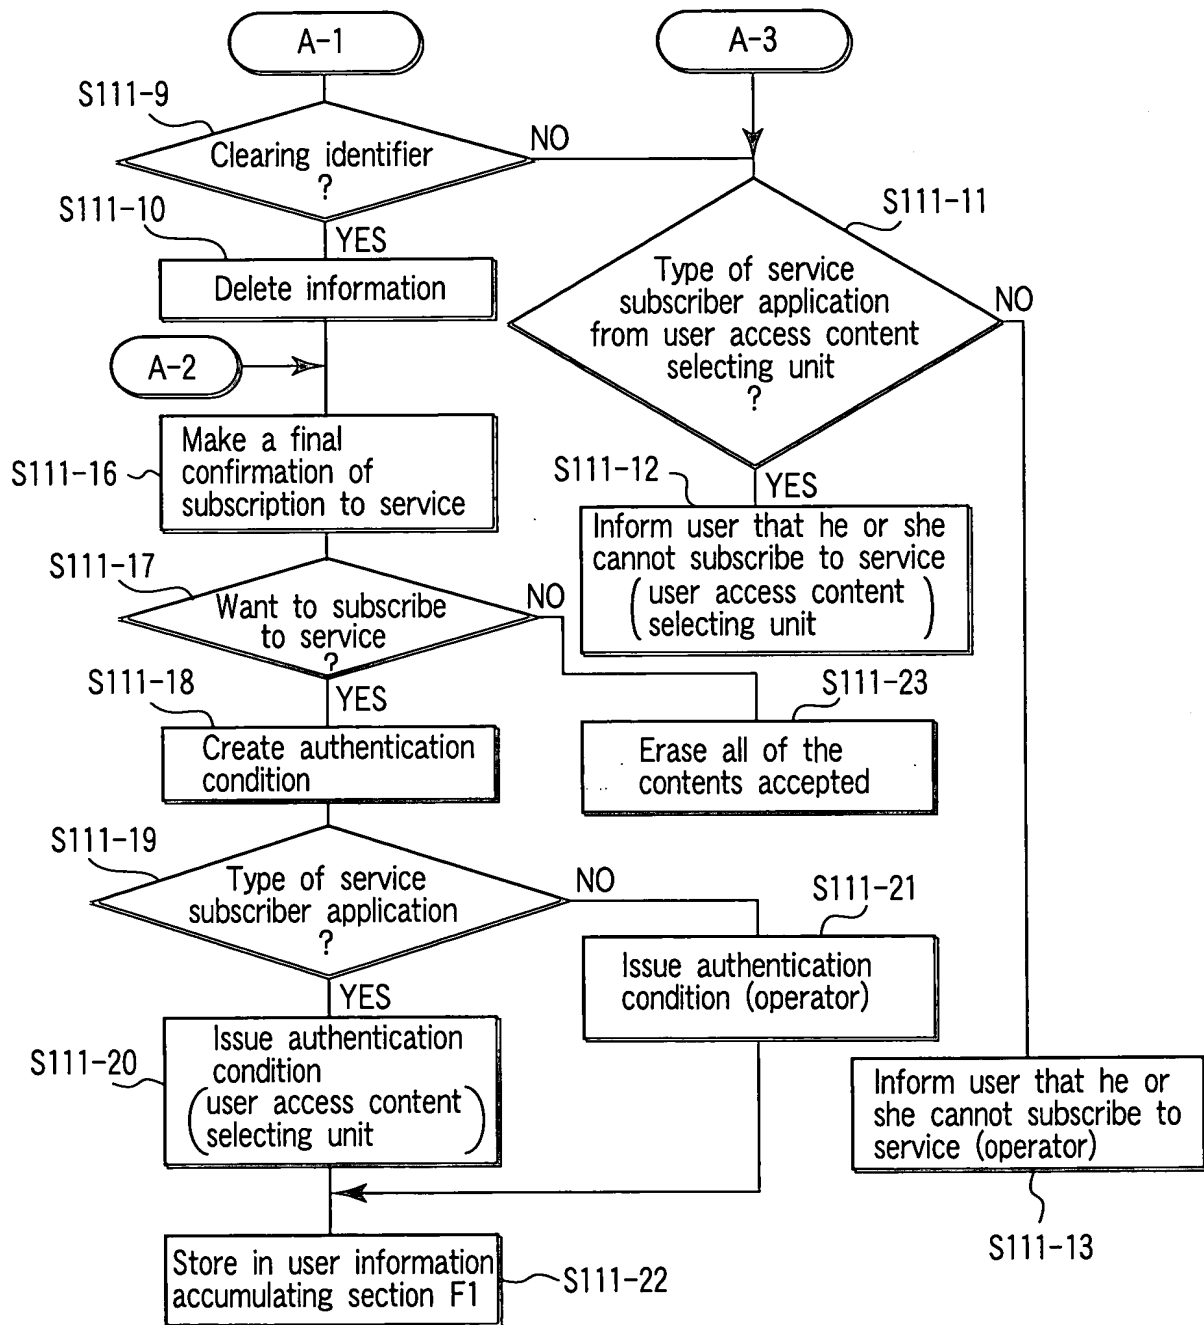 A-1
A-3
S111-9
Clearing identifier
?
NO
S111-10
YES
Delete information
S111-11
Type of service
subscriber application
from user access content
selecting unit
?
NO
A-2
Make a final
confirmation of
subscription to service
S111-16
S111-12
YES
Inform user that he or she
cannot subscribe to service
(user access content
selecting unit)
S111-17
Want to subscribe
to service
?
NO
S111-18
YES
Create authentication
condition
S111-23
Erase all of the
contents accepted
S111-19
Type of service
subscriber application
?
NO
S111-21
Issue authentication
condition (operator)
YES
S111-20
Issue authentication
condition
(user access content
selecting unit)
Inform user that he or
she cannot subscribe to
service (operator)
S111-13
Store in user information
accumulating section F1
S111-22